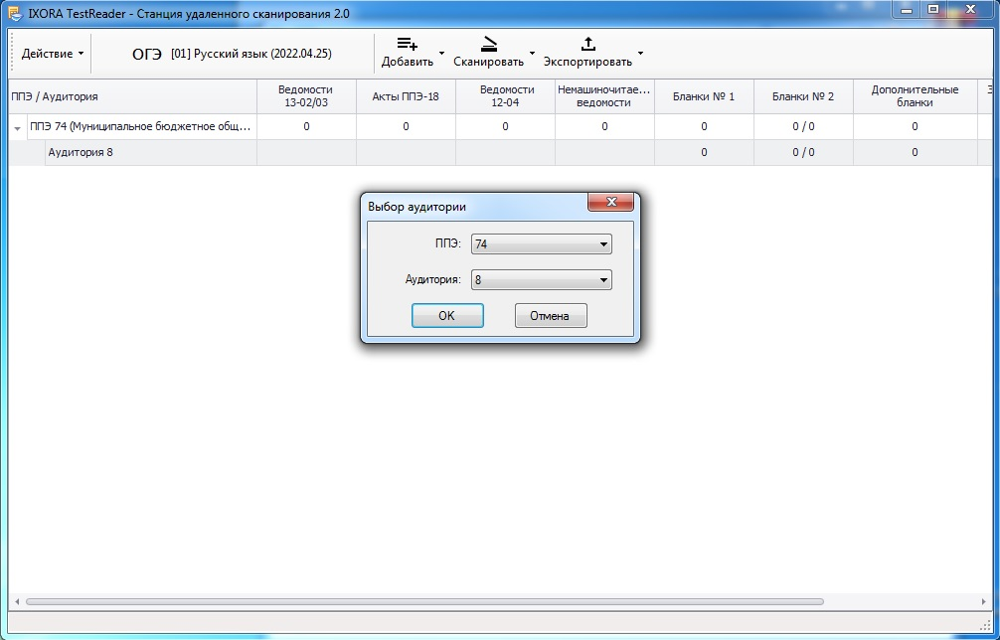 IXORA TestReader - Станция удаленного сканирования 2.0
Действие
ОГЭ [01] Русский язык (2022.04.25)
Добавить
Сканировать
Экспортировать
ППЭ / Аудитория
Ведомости
13-02/03
Акты ППЭ-18
Ведомости
12-04
Немашиночитае...
ведомости
Бланки № 1
Бланки № 2
Дополнительные
бланки
ППЭ 74 (Муниципальное бюджетное общ... 0 0 0 0 0 0 / 0 0
Аудитория 8 0 0 / 0 0
Выбор аудитории
ППЭ: 74
Аудитория: 8
OK Отмена